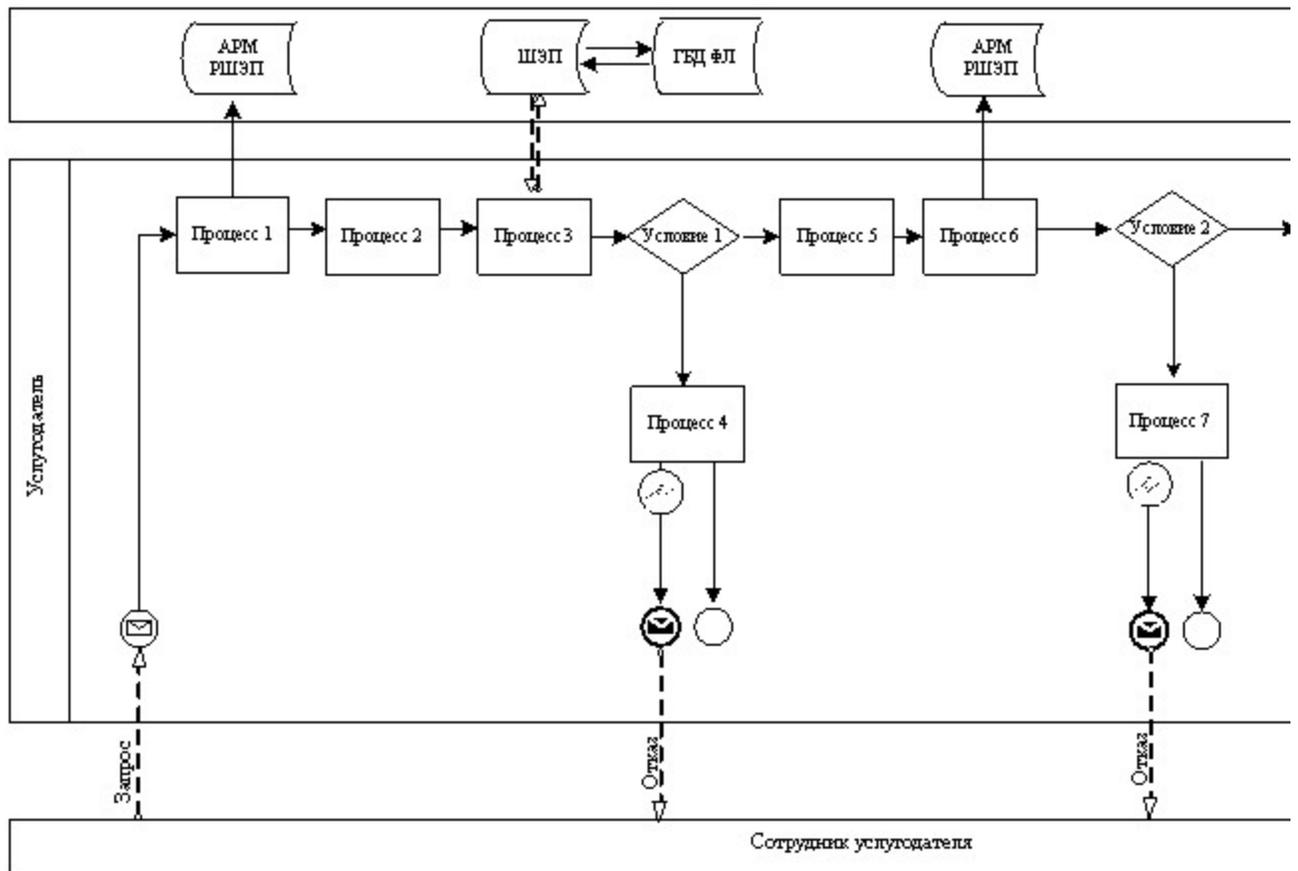 АРМ
РШЭП
ШЭП
ГБД ФЛ
АРМ
РШЭП
Процесс 1
Процесс 2
Процесс 3
Условие 1
Процесс 5
Процесс 6
Условие 2
Процесс 4
Процесс 7
Услугодатель
Запрос
Отказ
Отказ
Сотрудник услугодателя